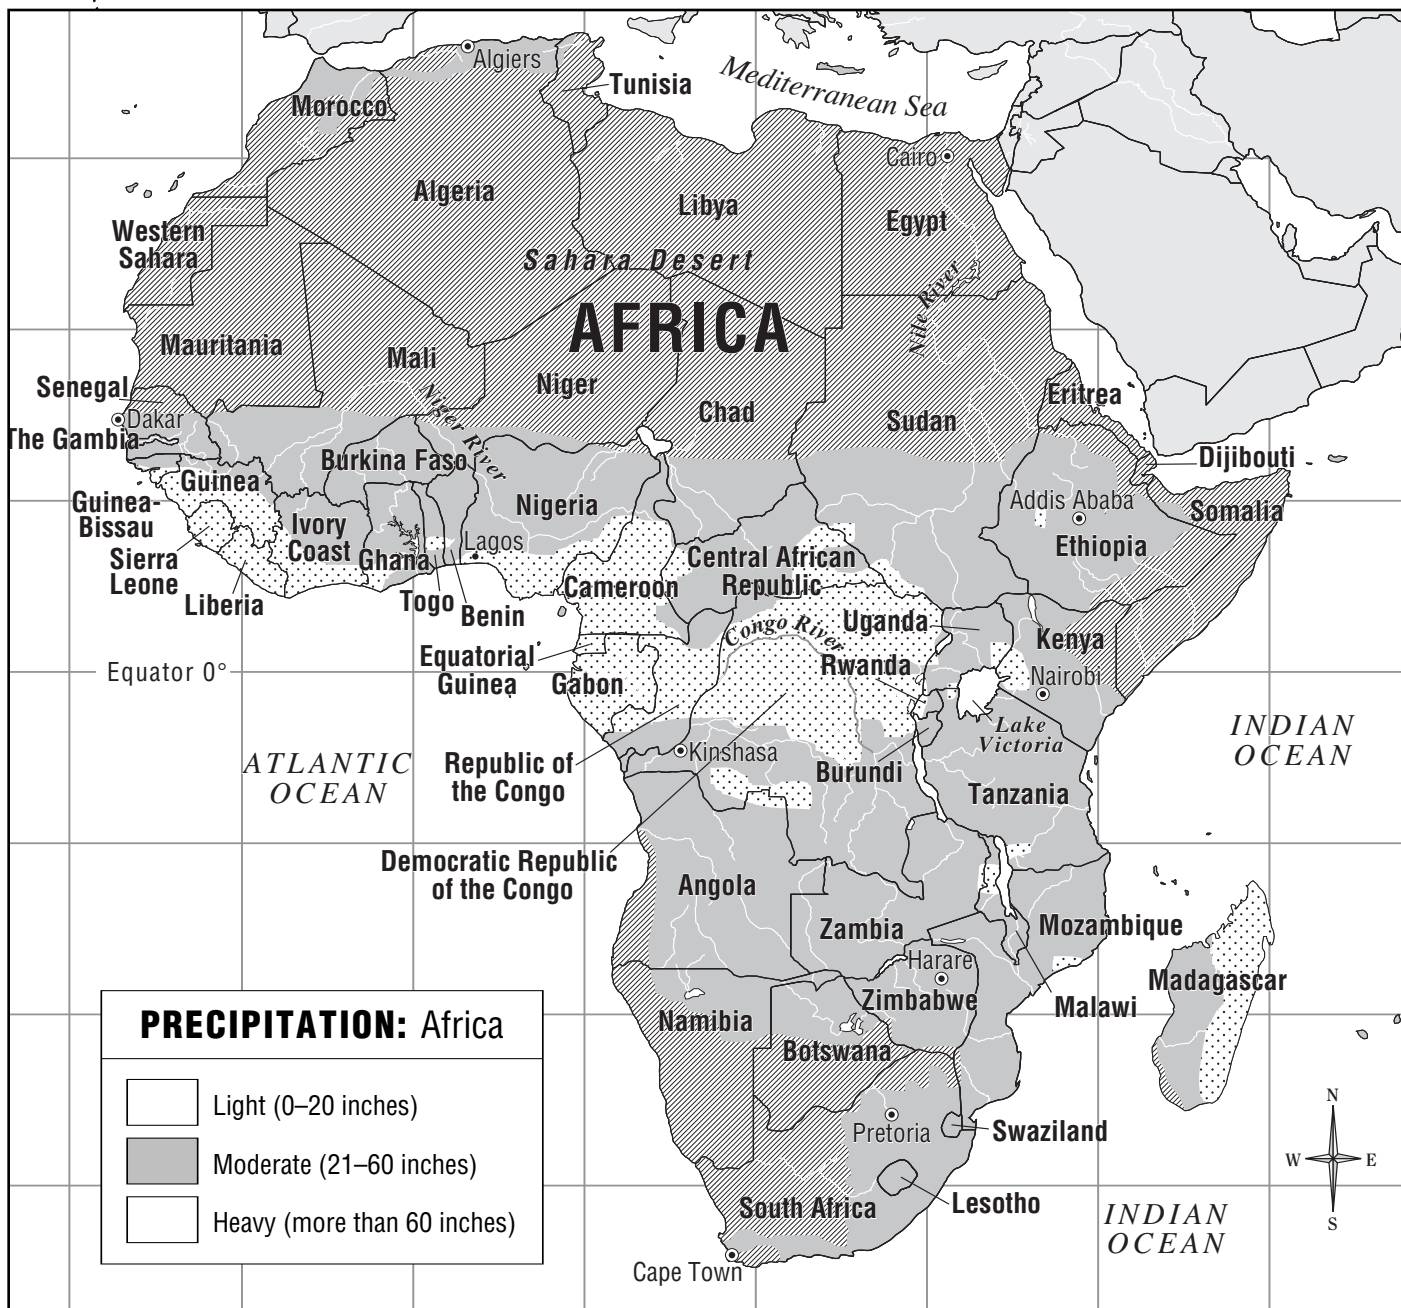 Algiers
Mediterranean Sea
Tunisia
Morocco
Cairo
Algeria
Libya
Egypt
Western
Sahara
Sahara Desert
Nile River
AFRICA
Mauritania
Mali
Niger
Chad
Sudan
Eritrea
Senegal
Dakar
Niger River
The Gambia
Burkina Faso
Dijibouti
Guinea
Guinea-
Bissau
Nigeria
Addis Ababa
Somalia
Ivory
Coast
Ghana
Lagos
Ethiopia
Sierra
Leone
Central African
Republic
Cameroon
Liberia
Togo
Benin
Congo River
Uganda
Kenya
Equatorial
Guinea
Gabon
Rwanda
Nairobi
Equator 0°
Lake
Victoria
INDIAN
OCEAN
ATLANTIC
OCEAN
Kinshasa
Republic of
the Congo
Burundi
Tanzania
Democratic Republic
of the Congo
Angola
Zambia
Mozambique
Harare
Madagascar
Zimbabwe
Malawi
Namibia
Botswana
PRECIPITATION: Africa
Light (0–20 inches)
Moderate (21–60 inches)
Heavy (more than 60 inches)
Pretoria
Swaziland
South Africa
Lesotho
Cape Town
INDIAN
OCEAN
N
W E
S